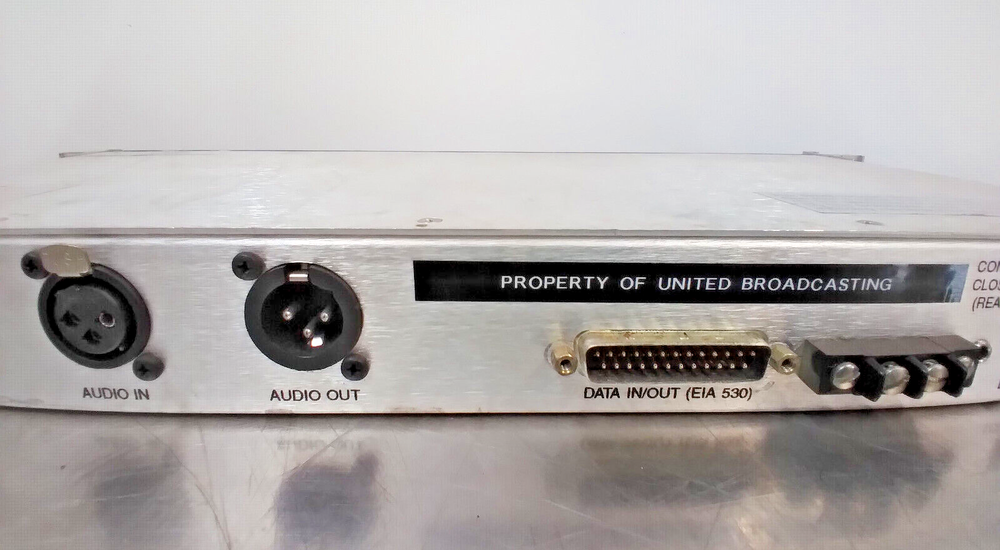 PROPERTY OF UNITED BROADCASTING
AUDIO IN
AUDIO OUT
DATA IN/OUT (EIA 530)